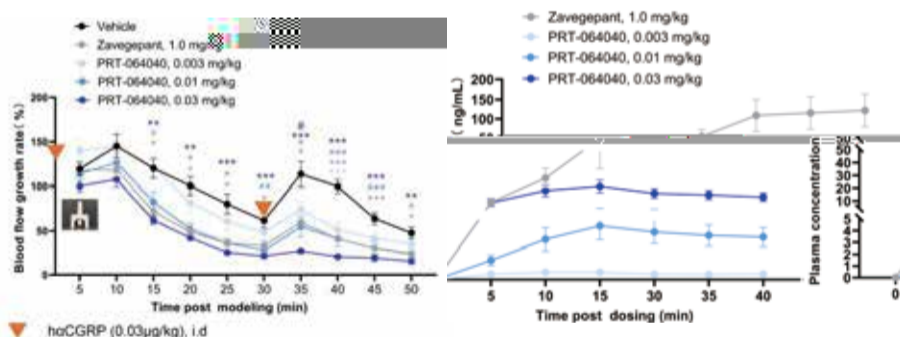 Vehicle
Zavegepant, 1.0 mg/kg
PRT-064040, 0.003 mg/kg
PRT-064040, 0.01 mg/kg
PRT-064040, 0.03 mg/kg
Blood flow growth rate (%)
200
150
100
50
0
** ** *** *** # *** *** *** **
5 10 15 20 25 30 35 40 45 50
Time post modeling (min)
hαCGRP (0.03μg/kg), i.d
Zavegepant, 1.0 mg/kg
PRT-064040, 0.003 mg/kg
PRT-064040, 0.01 mg/kg
PRT-064040, 0.03 mg/kg
( ng/mL)
200
150
100
50
50
40
30
20
10
5
4
3
2
1
0
5 10 15 30 35 40
Time post dosing (min)
Plasma concentration
0